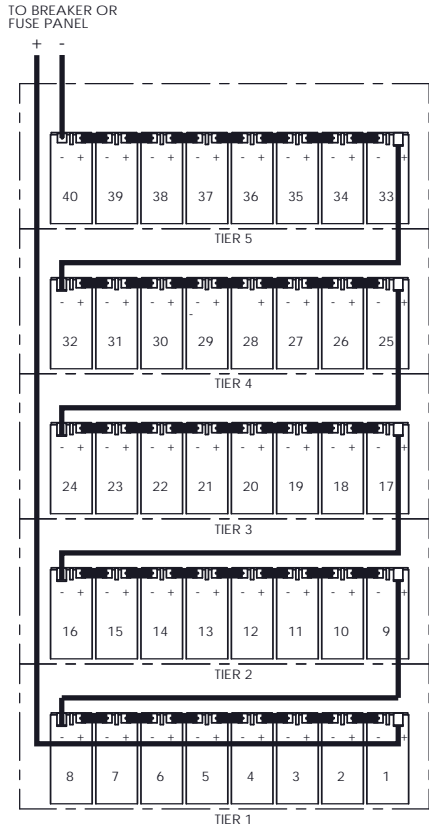 TO BREAKER OR
FUSE PANEL
+ -
- + - + - + - + - + - + - + - +
40 39 38 37 36 35 34 33
TIER 5
- + - + - + - + + - + - + - +
-
32 31 30 29 28 27 26 25
TIER 4
- + - + - + - + - + - + - + - +
24 23 22 21 20 19 18 17
TIER 3
- + - + - + - + - + - + - + - +
16 15 14 13 12 11 10 9
TIER 2
- + - + - + - + - + - + - + - +
8 7 6 5 4 3 2 1
TIER 1